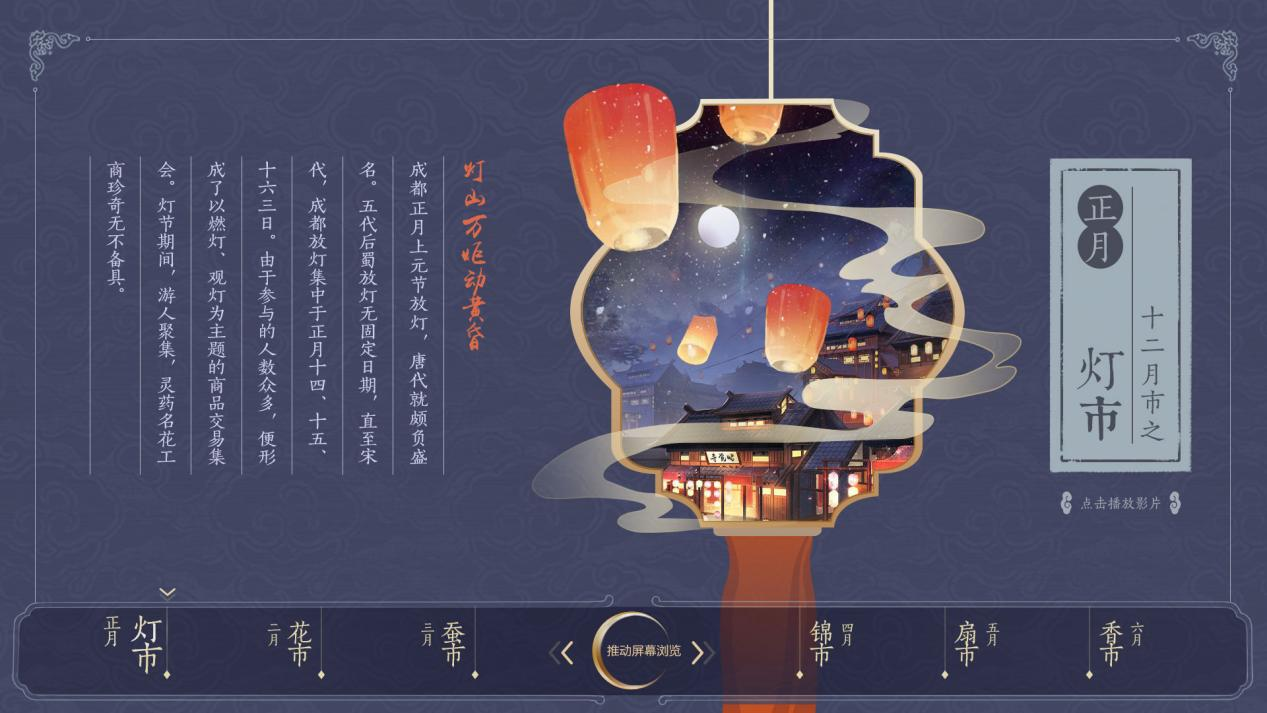 正月
十二月市之
灯市
点击播放影片
灯山万炬动黄昏
成都正月上元节放灯，唐代就颇负盛
名。五代后蜀放灯无固定日期，直至宋
代，成都放灯集中于正月十四、十五、
十六三日。由于参与的人数众多，便形
成了以燃灯、观灯为主题的商品交易集
会。灯节期间，游人聚集，灵药名花工
商珍奇无不备具。
正月
灯市
二月
花市
三月
蚕市
推动屏幕浏览
锦市
四月
扇市
五月
香市
六月